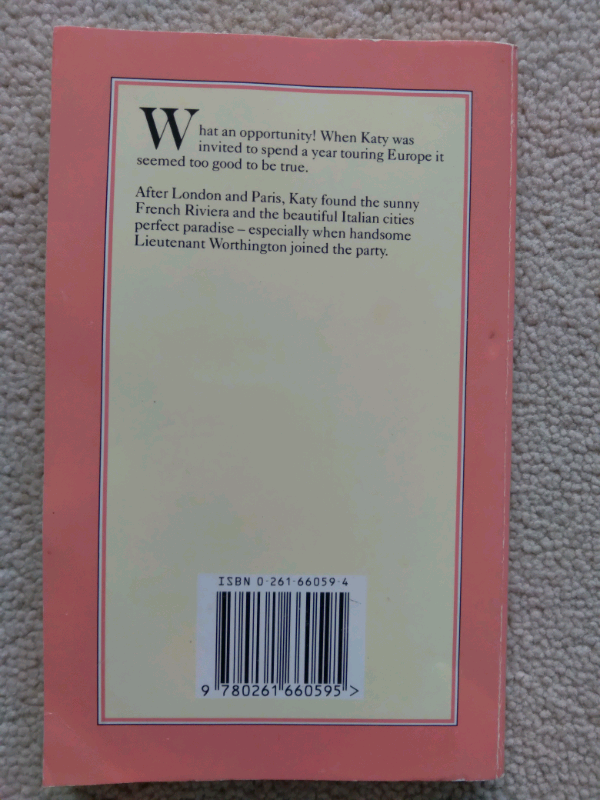 What an opportunity! When Katy was
invited to spend a year touring Europe it
seemed too good to be true.
After London and Paris, Katy found the sunny
French Riviera and the beautiful Italian cities
perfect paradise – especially when handsome
Lieutenant Worthington joined the party.
ISBN 0-261-66059-4
9 780261 660595 >